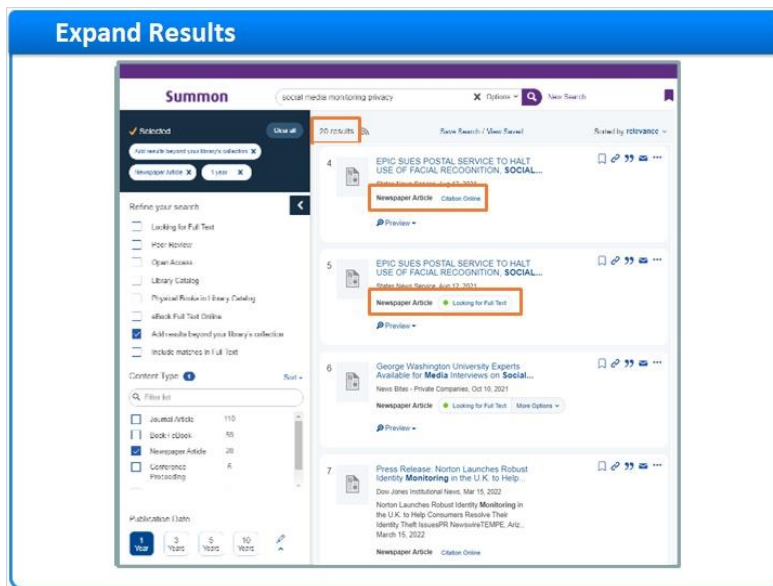 Expand Results
Summon
social media monitoring privacy
Options
New Search
Selected
Clear all
Add results beyond your library's collection X
Newspaper Article X
1 year X
Refine your search
Looking for Full Text
Peer Review
Open Access
Library Catalog
Physical Books in Library Catalog
eBook Full Text Online
Add results beyond your library's collection
Include matches in Full Text
Content Type 1
Sort
Filter list
Journal Article 110
Book / eBook
Newspaper Article 20
Conference
Proceeding
Publication Date
1 Year
3 Years
5 Years
10 Years
20 results
Save Search / View Saved
Sorted by relevance
4
EPIC SUES POSTAL SERVICE TO HALT
USE OF FACIAL RECOGNITION, SOCIAL...
States News Service, Aug 17, 2021
Newspaper Article Citation Online
Preview
5
EPIC SUES POSTAL SERVICE TO HALT
USE OF FACIAL RECOGNITION, SOCIAL...
States News Service, Aug 17, 2021
Newspaper Article Looking for Full Text
Preview
6
George Washington University Experts
Available for Media Interviews on Social...
News Bites - Private Companies, Oct 10, 2021
Newspaper Article Looking for Full Text More Options
Preview
7
Press Release: Norton Launches Robust
Identity Monitoring in the U.K. to Help...
Dow Jones Institutional News, Mar 15, 2022
Norton Launches Robust Identity Monitoring in
the U.K. to Help Consumers Resolve Their
Identity Theft IssuesPR NewswireTEMPE, Ariz.,
March 15, 2022
Newspaper Article Citation Online